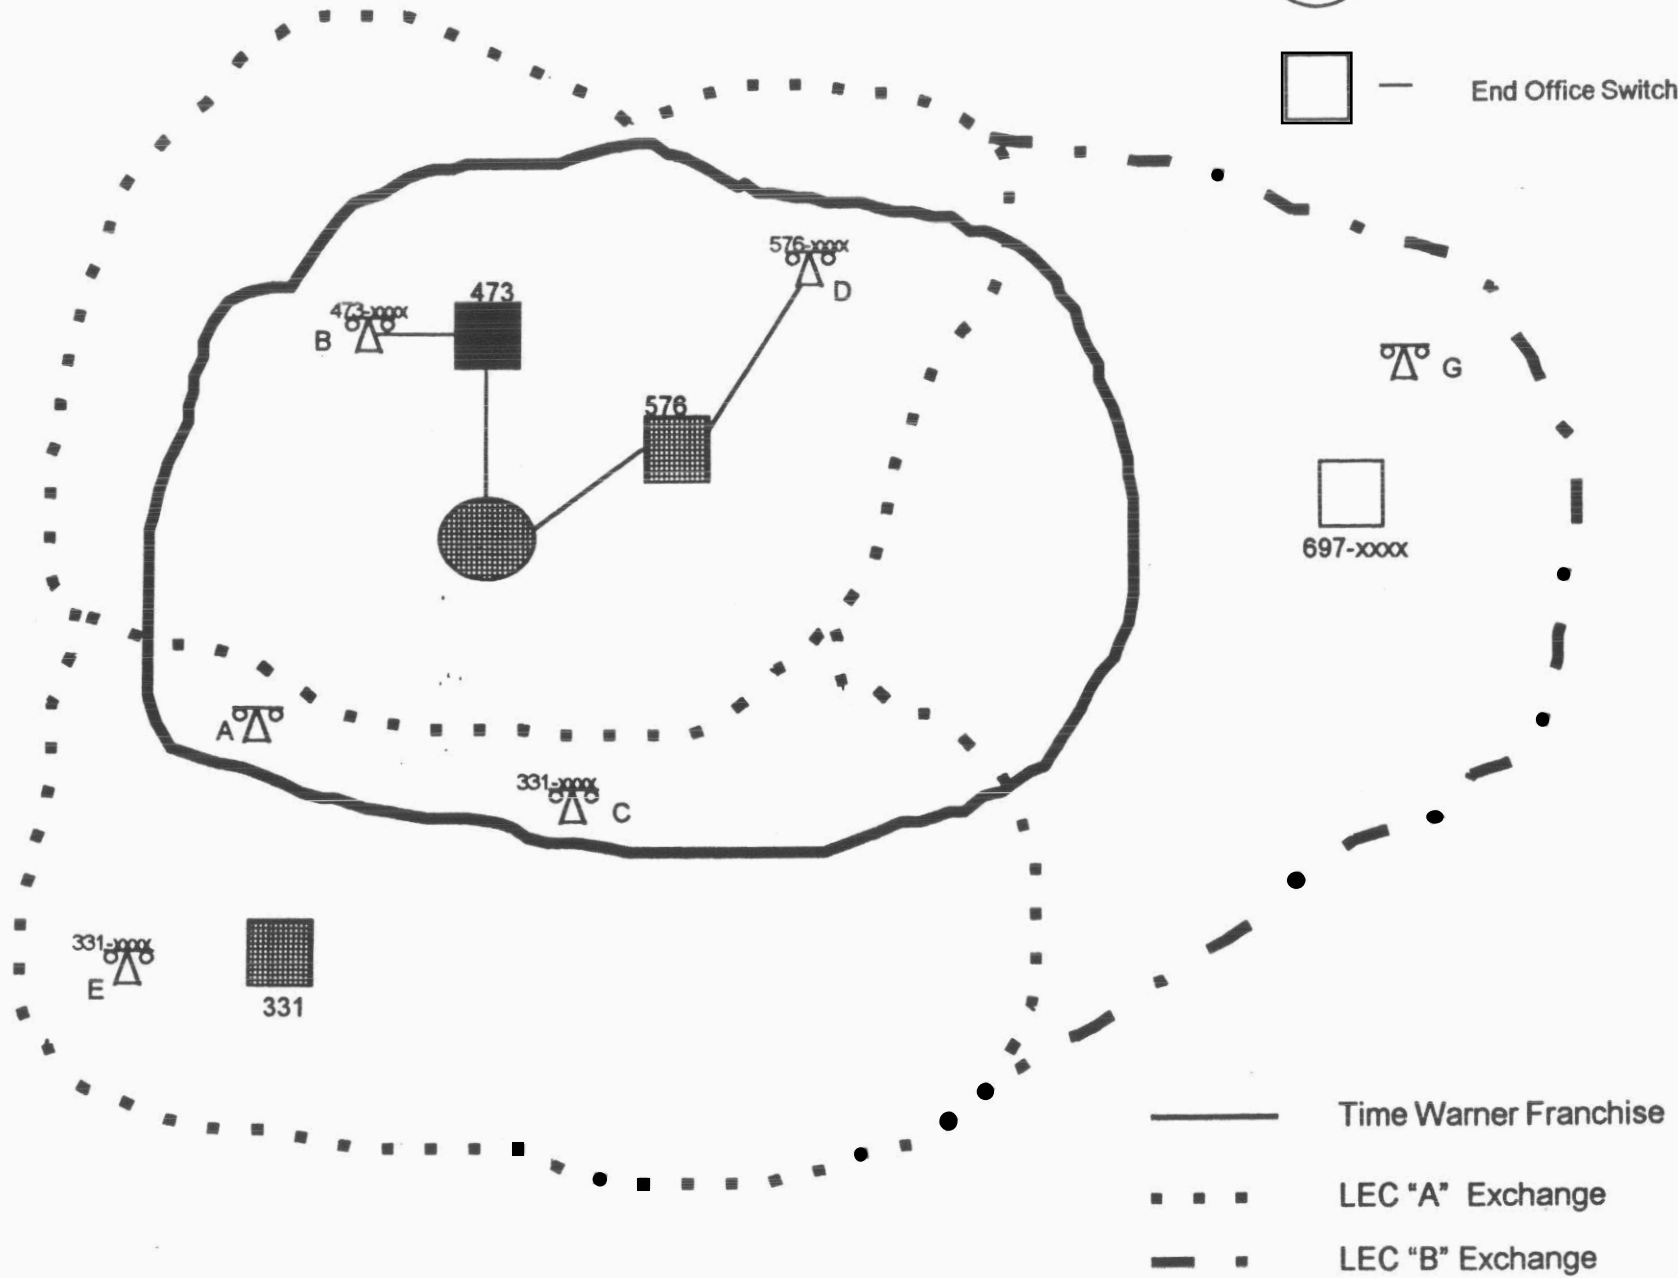 End Office Switch
576-xxxx
D
473
473-xxxx
B
G
576
697-xxxx
A
331-xxxx
C
331-xxxx
E
331
Time Warner Franchise
LEC “A” Exchange
LEC “B” Exchange